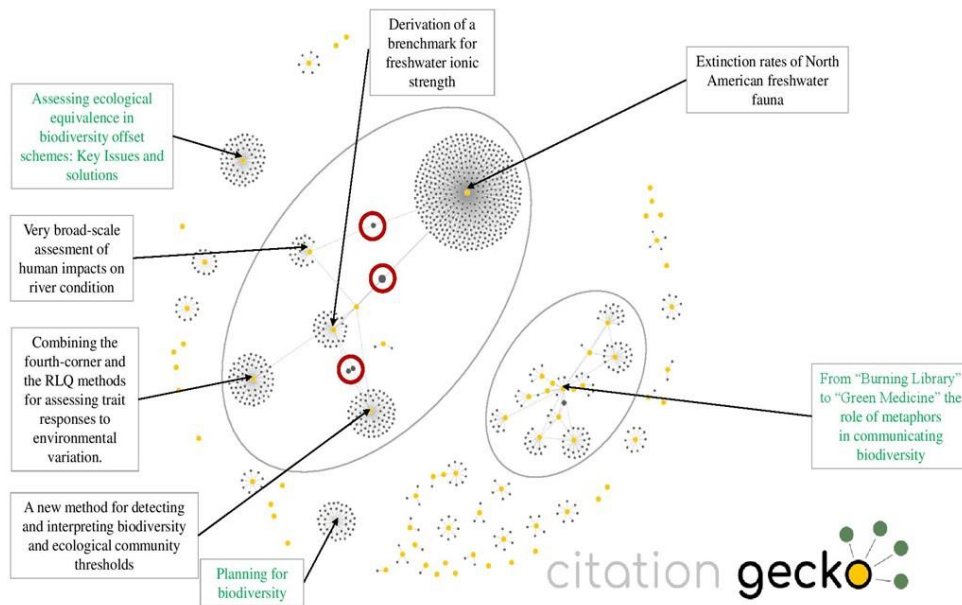 Derivation of a
brenchmark for
freshwater ionic
strength
Extinction rates of North
American freshwater
fauna
Assessing ecological
equivalence in
biodiversity offset
schemes: Key Issues and
solutions
Very broad-scale
assesment of
human impacts on
river condition
Combining the
fourth-corner and
the RLQ methods
for assessing trait
responses to
environmental
variation.
From “Burning Library”
to “Green Medicine” the
role of metaphors
in communicating
biodiversity
A new method for detecting
and interpreting biodiversity
and ecological community
thresholds
Planning for
biodiversity
citation gecko